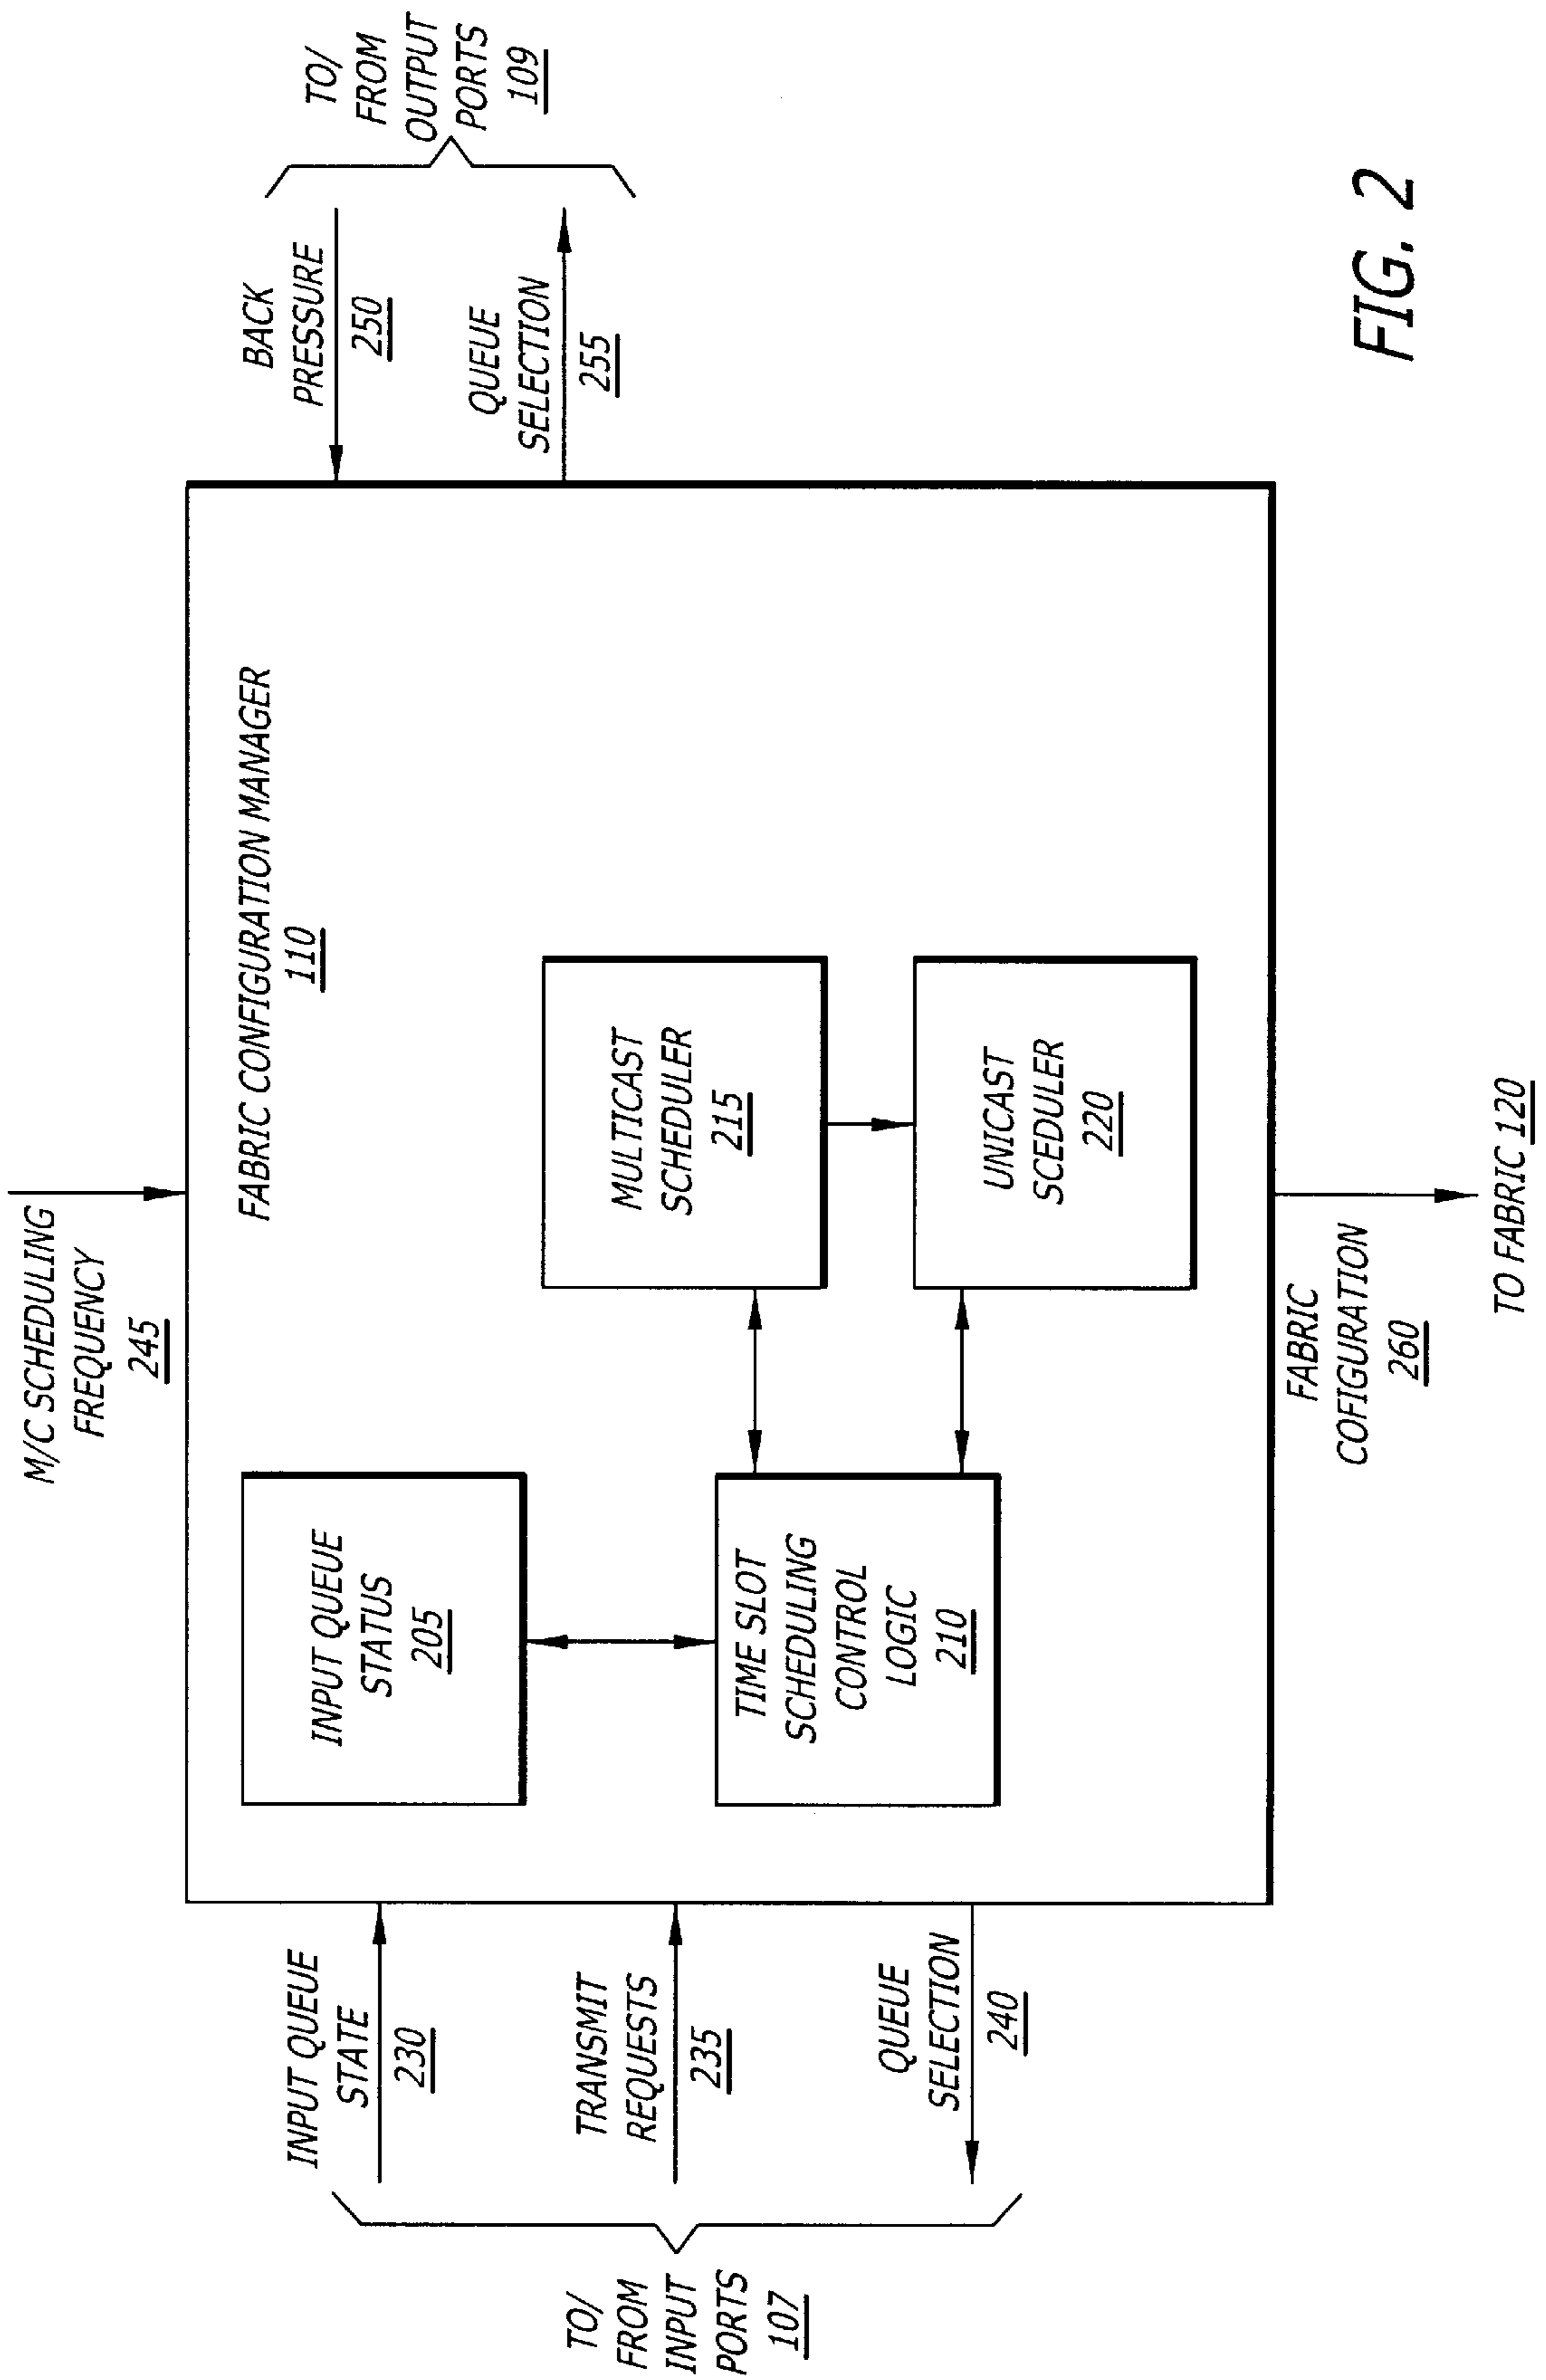 M/C SCHEDULING
FREQUENCY
245
FABRIC CONFIGURATION MANAGER
110
INPUT QUEUE
STATE
230
TRANSMIT
REQUESTS
235
QUEUE
SELECTION
240
TO/
FROM
INPUT
PORTS
107
INPUT QUEUE
STATUS
205
TIME SLOT
SCHEDULING
CONTROL
LOGIC
210
MULTICAST
SCHEDULER
215
UNICAST
SCEDULER
220
BACK
PRESSURE
250
QUEUE
SELECTION
255
TO/
FROM
OUTPUT
PORTS
109
FABRIC
COFIGURATION
260
TO FABRIC 120
FIG. 2